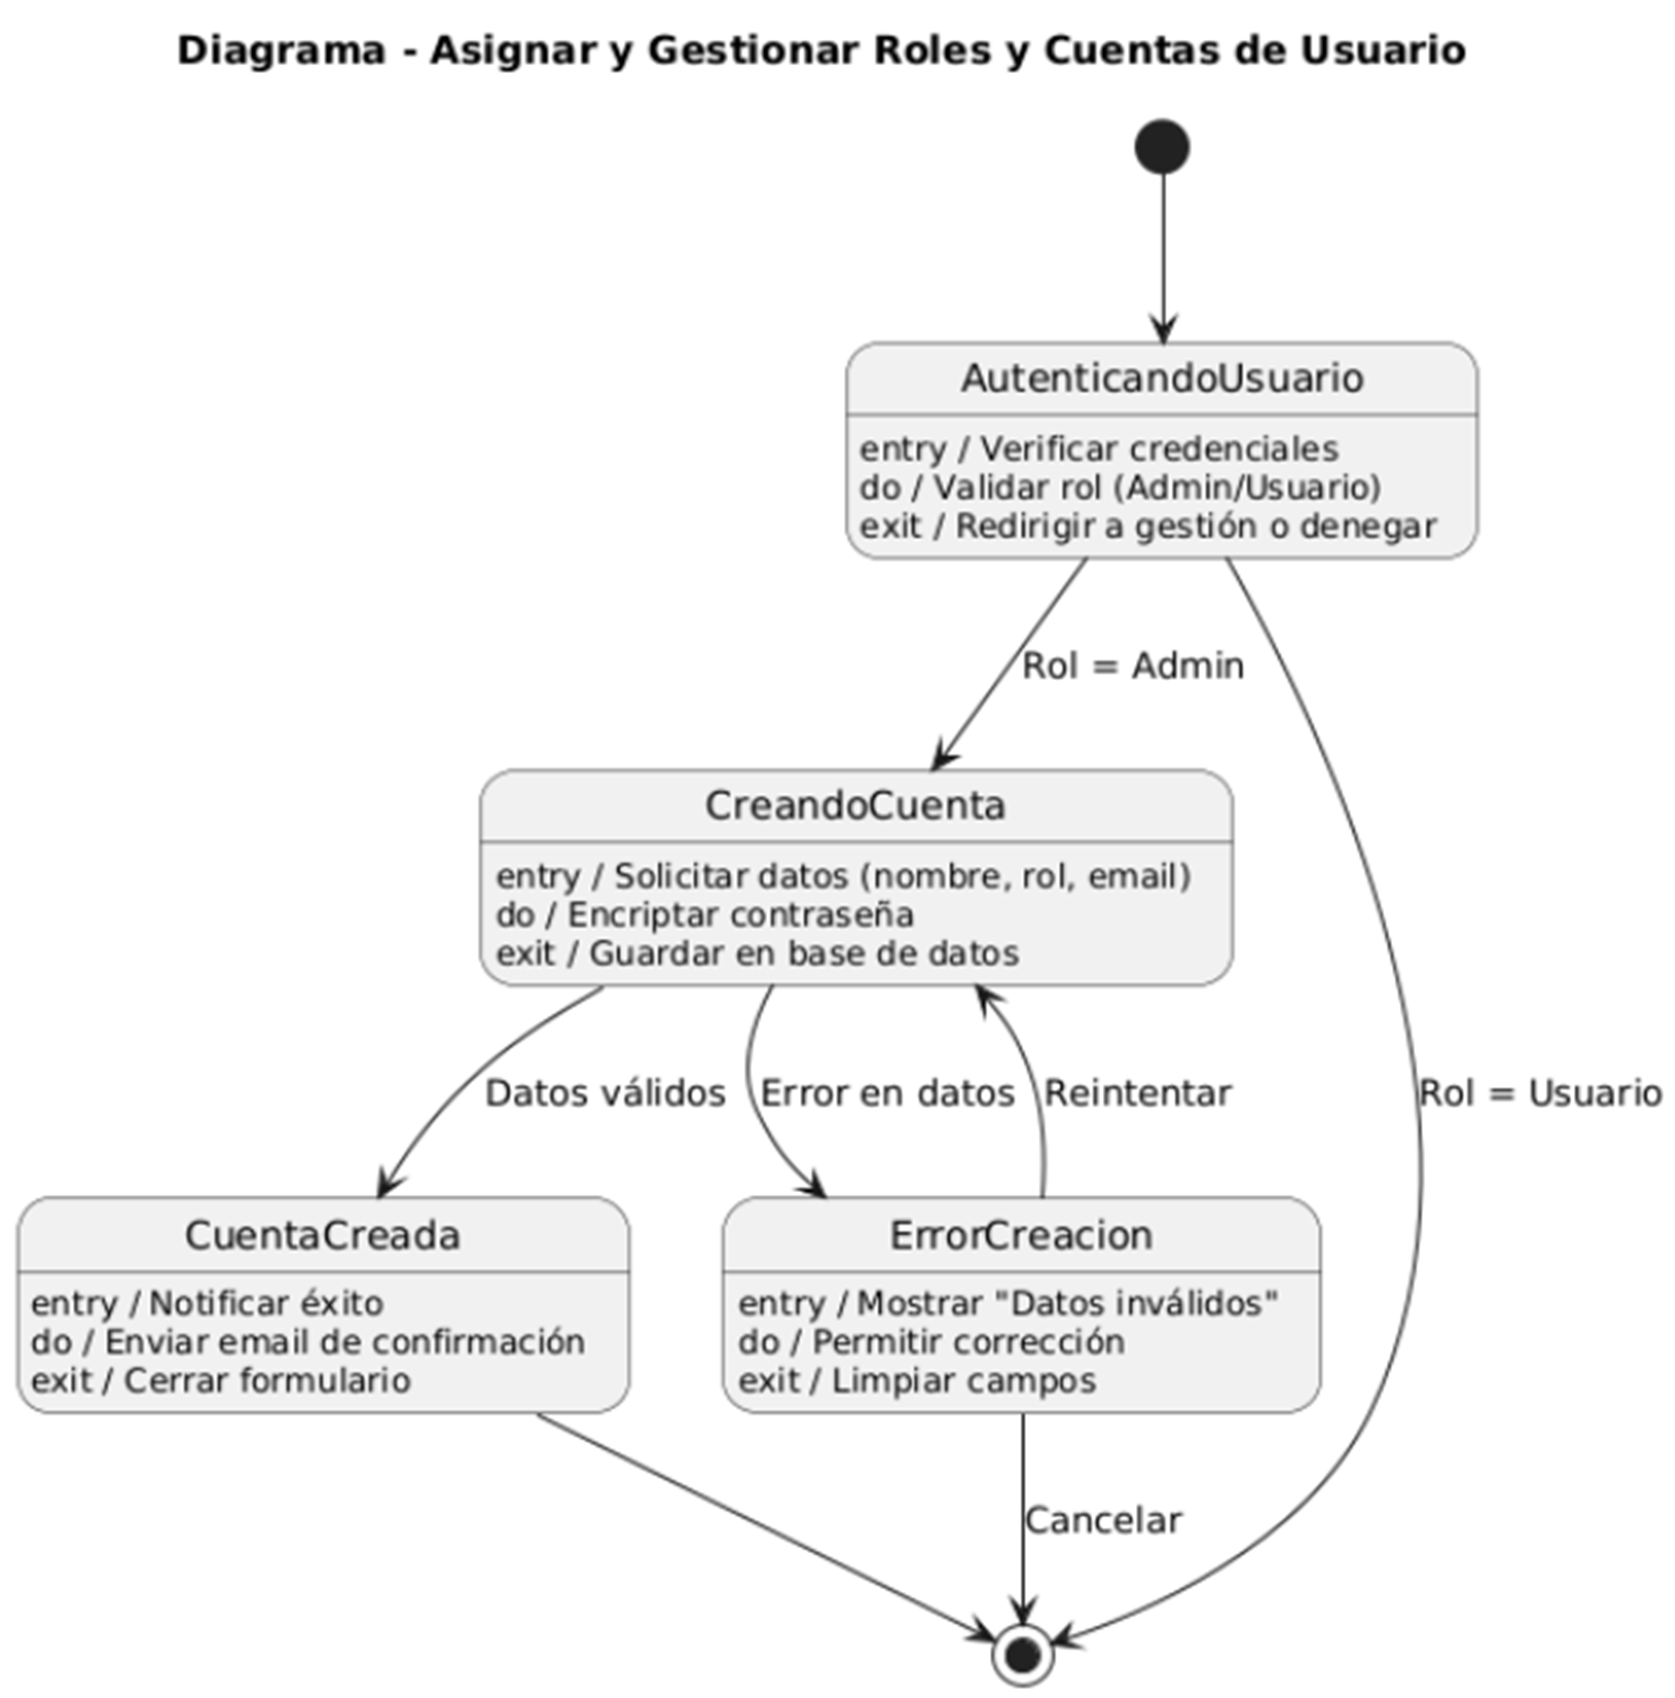 Diagrama - Asignar y Gestionar Roles y Cuentas de Usuario
AutenticandoUsuario
entry / Verificar credenciales
do / Validar rol (Admin/Usuario)
exit / Redirigir a gestión o denegar
Rol = Admin
CreandoCuenta
entry / Solicitar datos (nombre, rol, email)
do / Encriptar contraseña
exit / Guardar en base de datos
Datos válidos
Error en datos
Reintentar
Rol = Usuario
CuentaCreada
entry / Notificar éxito
do / Enviar email de confirmación
exit / Cerrar formulario
ErrorCreacion
entry / Mostrar "Datos inválidos"
do / Permitir corrección
exit / Limpiar campos
Cancelar